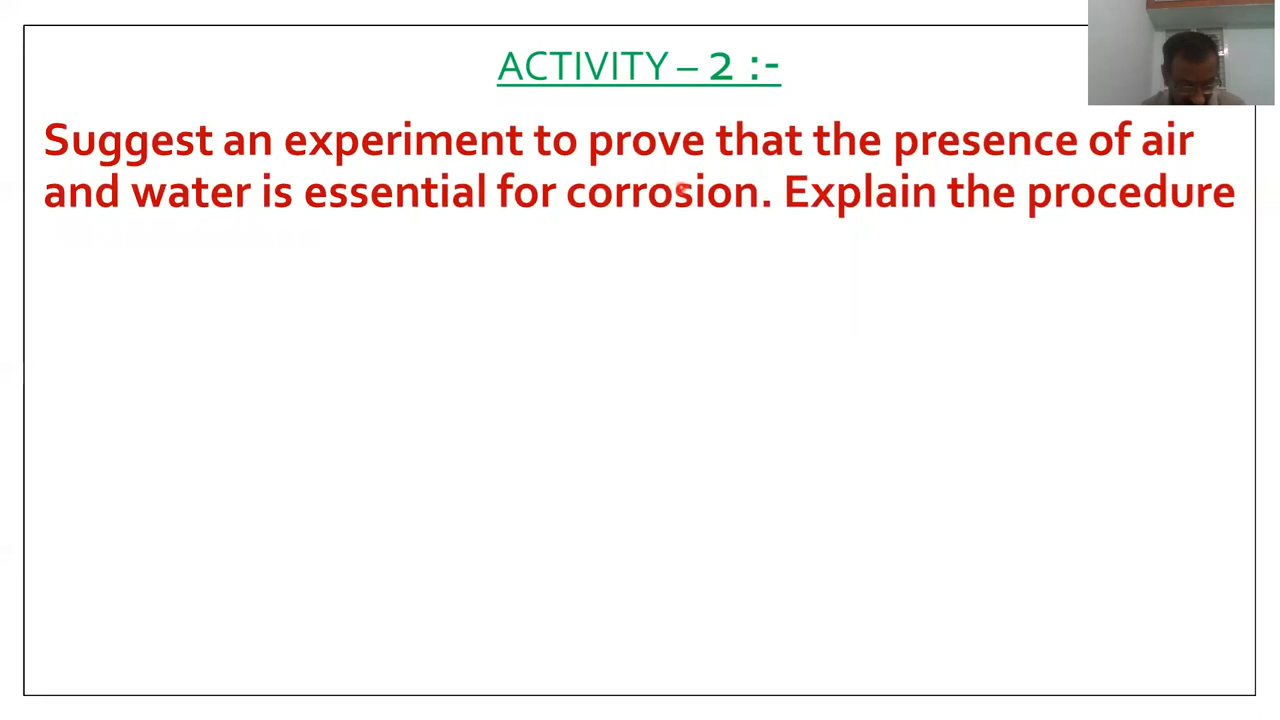 ACTIVITY – 2 :-
Suggest an experiment to prove that the presence of air
and water is essential for corrosion. Explain the procedure